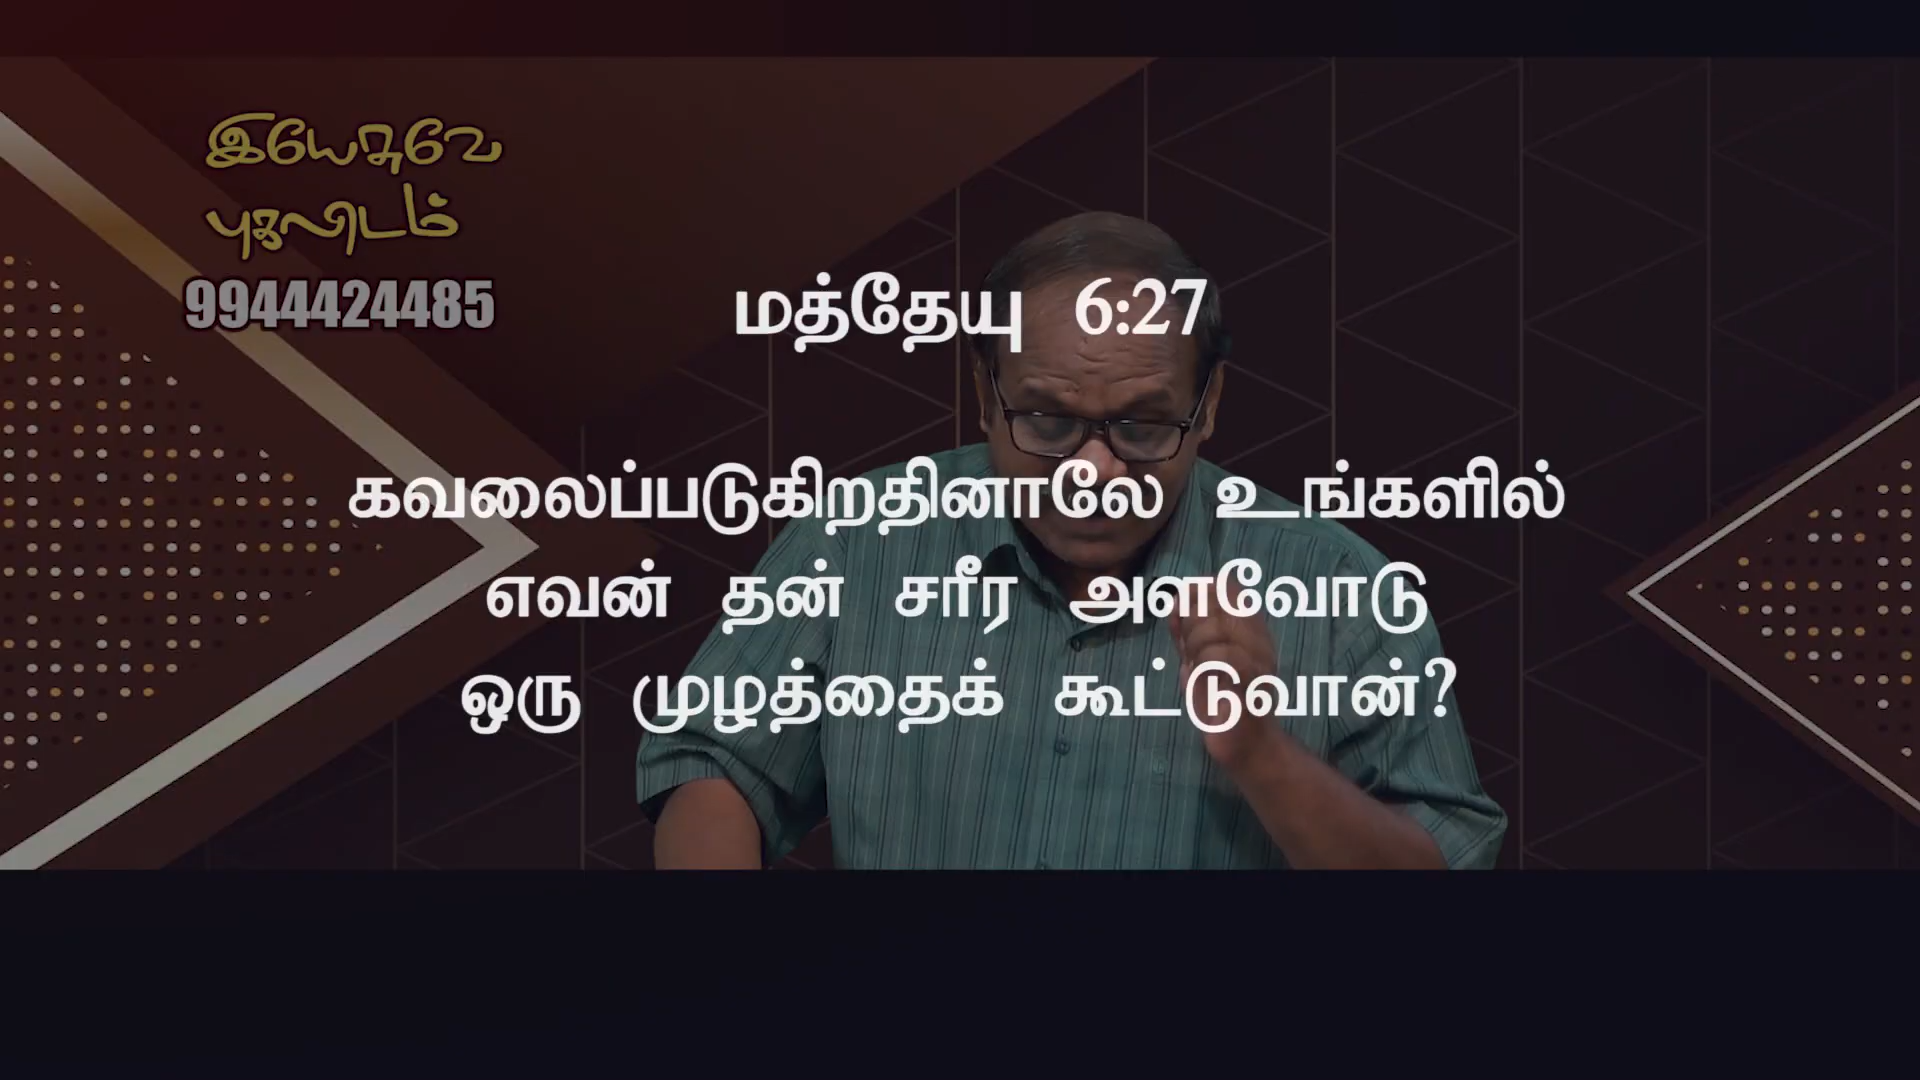 இயேசுவே
புகலிடம்
9944424485
மத்தேயு 6:27
கவலைப்படுகிறதினாலே உங்களில்
எவன் தன் சரீர அளவோடு
ஒரு முழத்தைக் கூட்டுவான்?